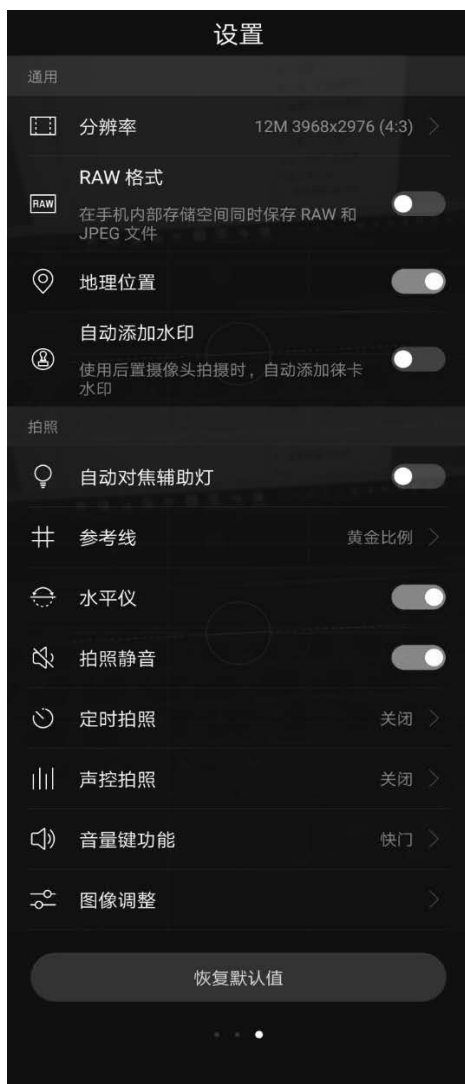 设置
通用
分辨率 12M 3968x2976 (4:3)
RAW 格式
RAW
在手机内部存储空间同时保存 RAW 和
JPEG 文件
地理位置
自动添加水印
使用后置摄像头拍摄时，自动添加徕卡
水印
拍照
自动对焦辅助灯
参考线 黄金比例
水平仪
拍照静音
定时拍照 关闭
声控拍照 关闭
音量键功能 快门
图像调整
恢复默认值